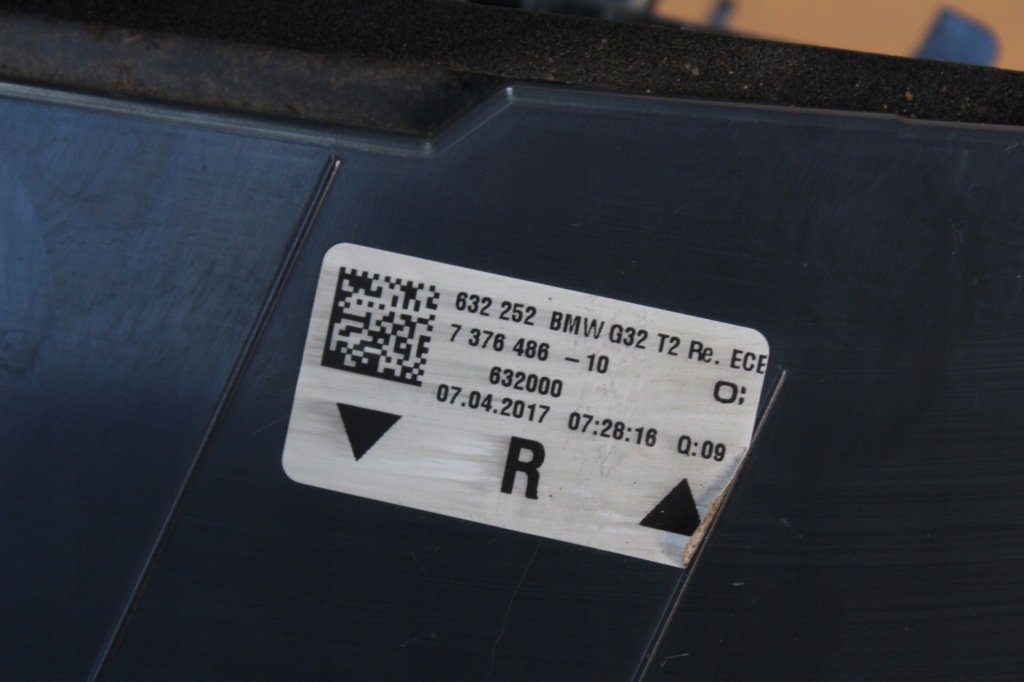 632 252 BMW G32 T2 Re. ECE
7 376 486 -10
632000 O:
07.04.2017 07:28:16 Q:09
R